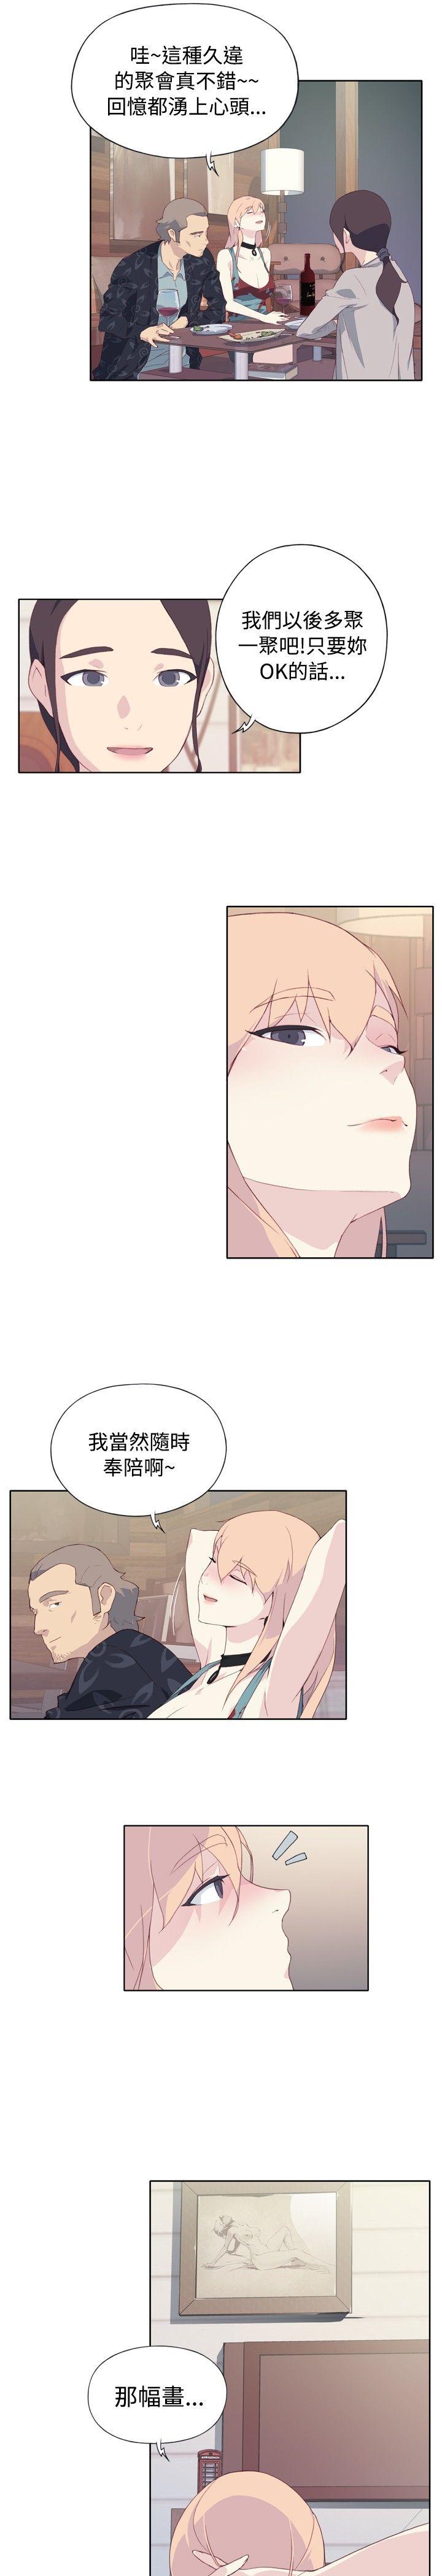 哇~這種久違
的聚會真不錯~~
回憶都湧上心頭...
我們以後多聚
一聚吧!只要妳
OK的話...
我當然隨時
奉陪啊~
那幅畫...